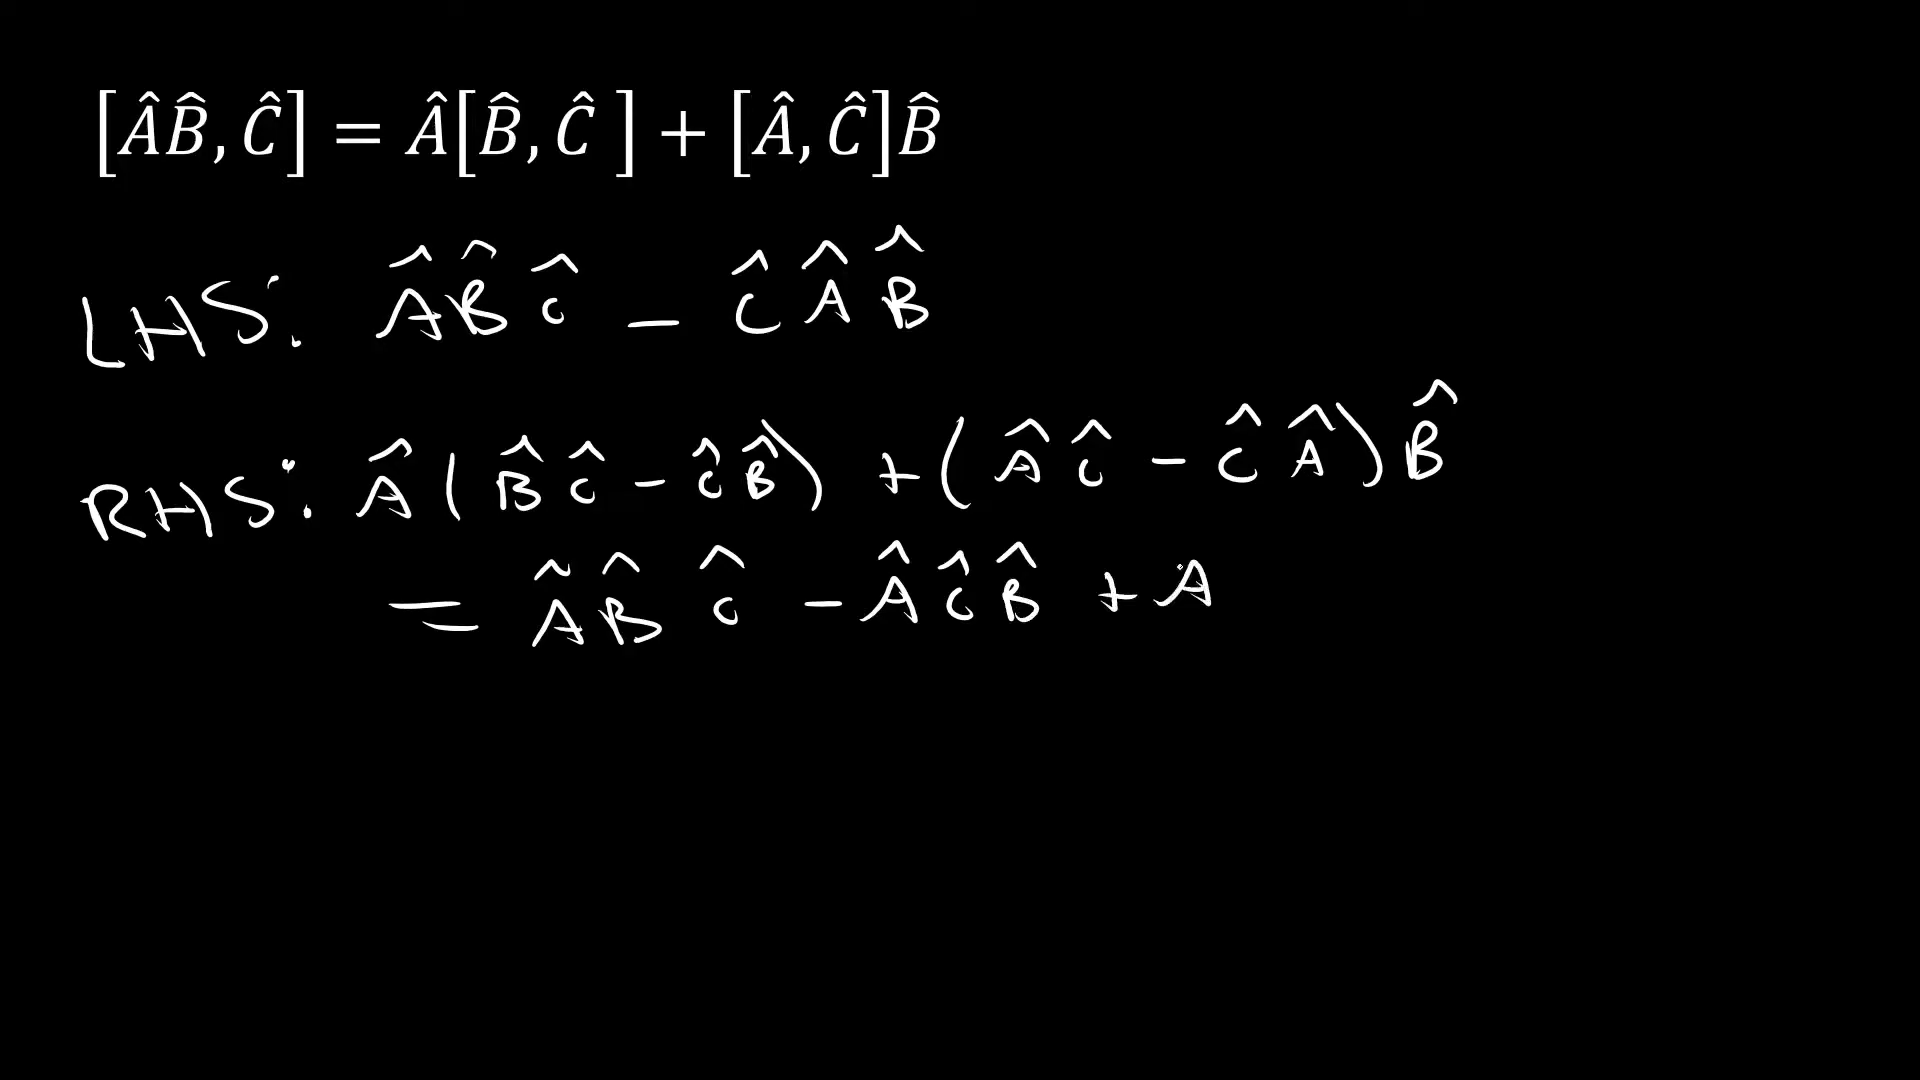 [ÂB̂, Ĉ] = Â[B̂, Ĉ ] + [Â, Ĉ]B̂
LHS: ÂB̂Ĉ - ĈÂB̂
RHS: Â(B̂Ĉ - ĈB̂) + (ÂĈ - ĈÂ)B̂
= ÂB̂Ĉ - ÂĈB̂ + A